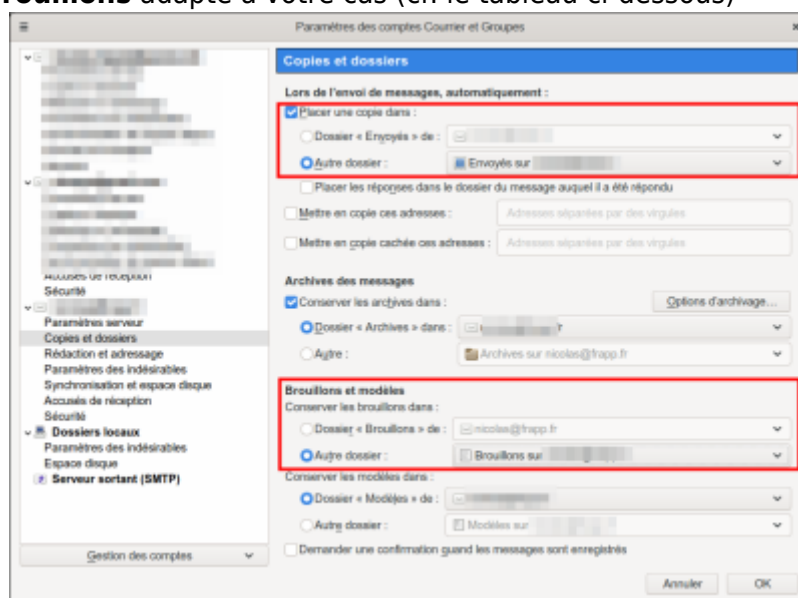 rouillons adapté à votre cas (cf le tableau ci-dessous)
Paramètres des comptes Courrier et Groupes
Copies et dossiers
Lors de l'envoi de messages, automatiquement :
Placer une copie dans :
Dossier « Envoyés » de :
Autre dossier : Envoyés sur
Placer les réponses dans le dossier du message auquel il a été répondu
Mettre en copie ces adresses : Adresses séparées par des virgules
Mettre en copie cachée ces adresses : Adresses séparées par des virgules
Accusés de réception
Sécurité
Paramètres serveur
Copies et dossiers
Rédaction et adressage
Paramètres des indésirables
Synchronisation et espace disque
Accusés de réception
Sécurité
Dossiers locaux
Paramètres des indésirables
Espace disque
Serveur sortant (SMTP)
Gestion des comptes
Archives des messages
Conserver les archives dans : Options d'archivage...
Dossier « Archives » dans :
Autre : Archives sur nicolas@frapp.fr
Brouillons et modèles
Conserver les brouillons dans :
Dossier « Brouillons » de : nicolas@frapp.fr
Autre dossier : Brouillons sur
Conserver les modèles dans :
Dossier « Modèles » de :
Autre dossier : Modèles sur
Demander une confirmation quand les messages sont enregistrés
Annuler OK